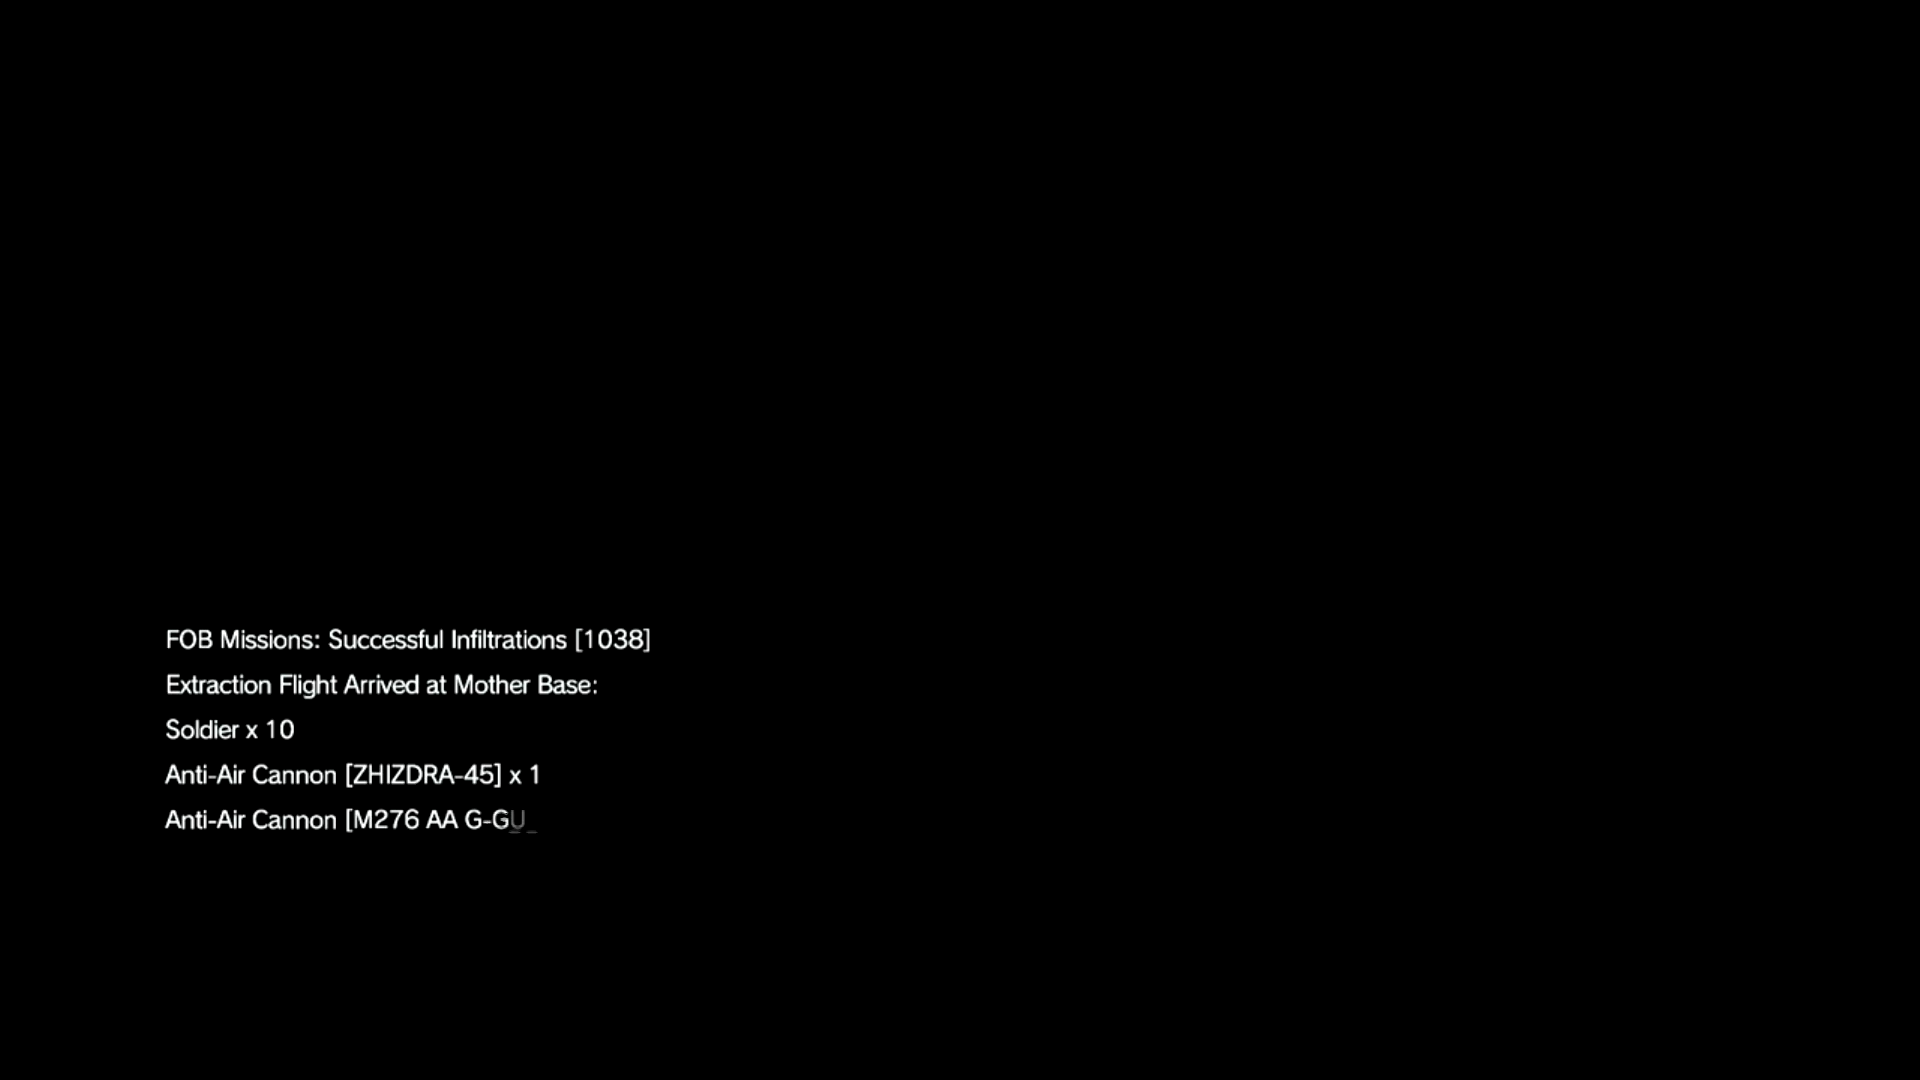 FOB Missions: Successful Infiltrations [1038]
Extraction Flight Arrived at Mother Base:
Soldier x 10
Anti-Air Cannon [ZHIZDRA-45] x 1
Anti-Air Cannon [M276 AA G-GU_